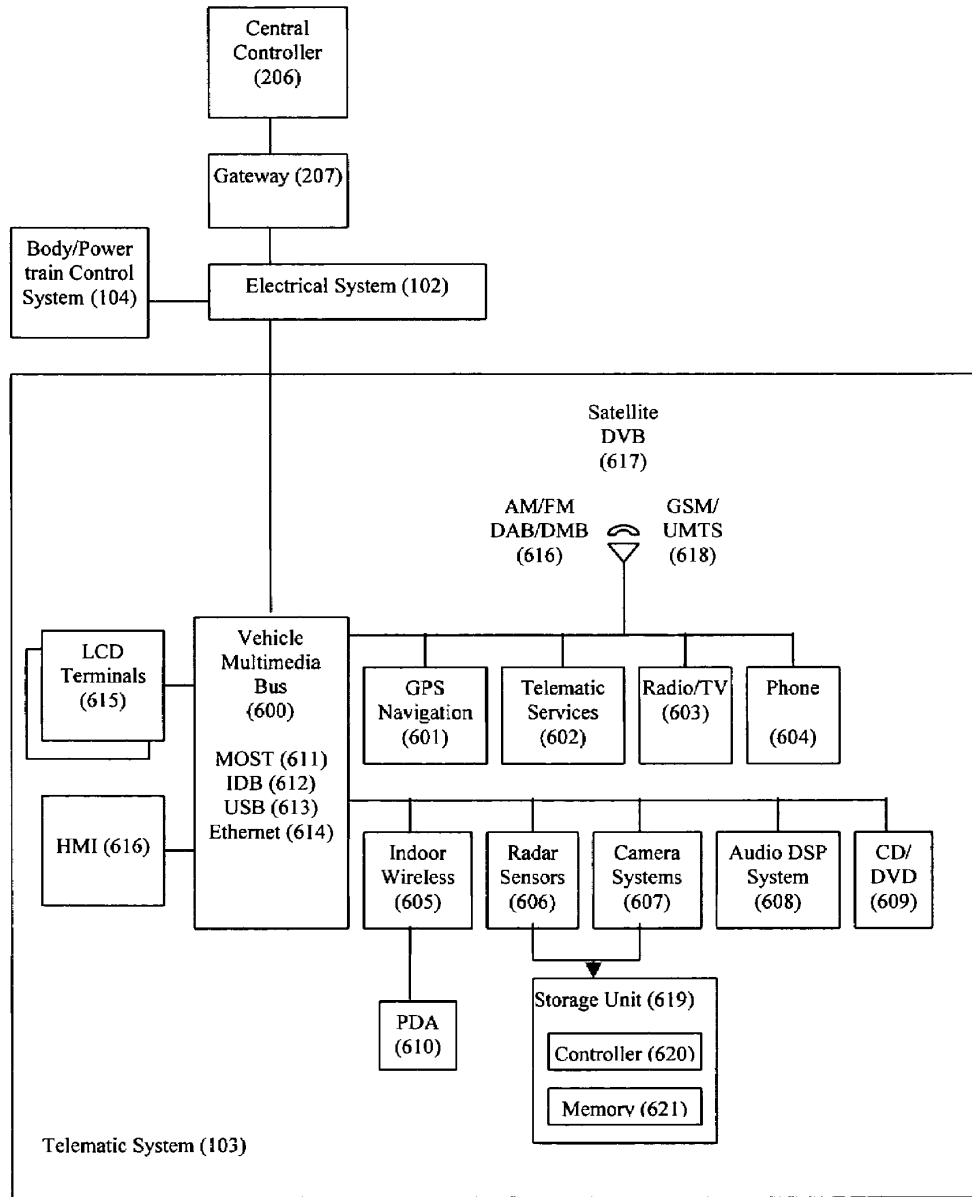 Central
Controller
(206)
Gateway (207)
Body/Power
train Control
System (104)
Electrical System (102)
Satellite
DVB
(617)
AM/FM
DAB/DMB
(616)
GSM/
UMTS
(618)
LCD
Terminals
(615)
Vehicle
Multimedia
Bus
(600)
MOST (611)
IDB (612)
USB (613)
Ethernet (614)
GPS
Navigation
(601)
Telematic
Services
(602)
Radio/TV
(603)
Phone
(604)
HMI (616)
Indoor
Wireless
(605)
Radar
Sensors
(606)
Camera
Systems
(607)
Audio DSP
System
(608)
CD/
DVD
(609)
PDA
(610)
Storage Unit (619)
Controller (620)
Memory (621)
Telematic System (103)